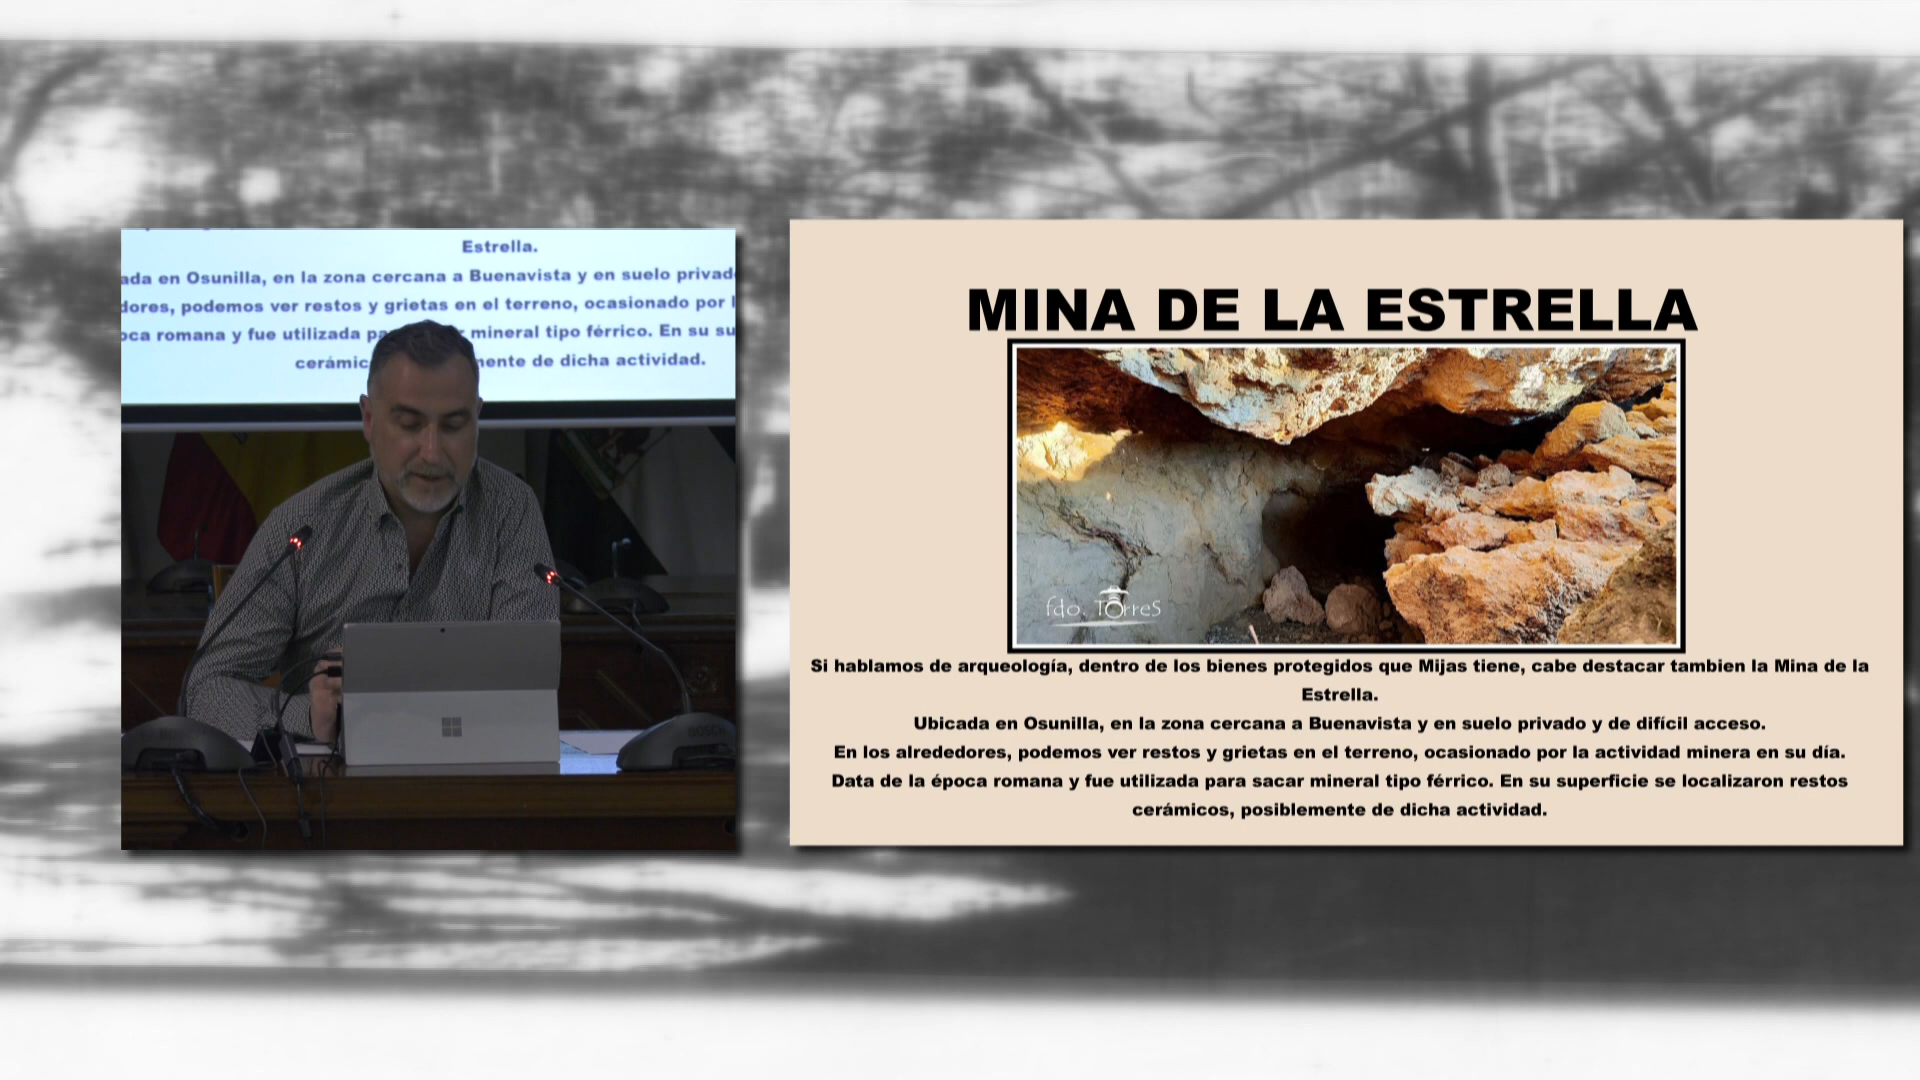 Estrella.
ada en Osunilla, en la zona cercana a Buenavista y en suelo privad
dores, podemos ver restos y grietas en el terreno, ocasionado por l
oca romana y fue utilizada pa mineral tipo férrico. En su su
cerámic mente de dicha actividad.
BOSCH
MINA DE LA ESTRELLA
fdo. TorreS
Si hablamos de arqueología, dentro de los bienes protegidos que Mijas tiene, cabe destacar tambien la Mina de la
Estrella.
Ubicada en Osunilla, en la zona cercana a Buenavista y en suelo privado y de difícil acceso.
En los alrededores, podemos ver restos y grietas en el terreno, ocasionado por la actividad minera en su día.
Data de la época romana y fue utilizada para sacar mineral tipo férrico. En su superficie se localizaron restos
cerámicos, posiblemente de dicha actividad.